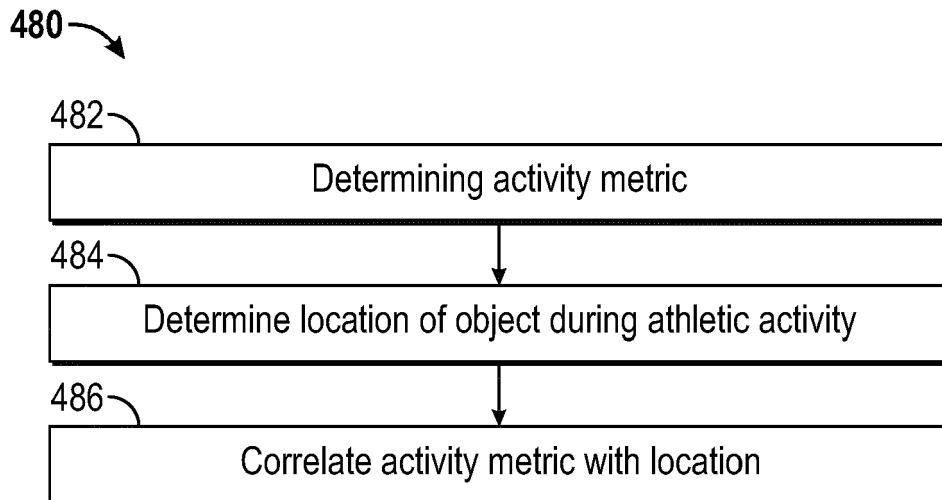 480
482
Determining activity metric
484
Determine location of object during athletic activity
486
Correlate activity metric with location